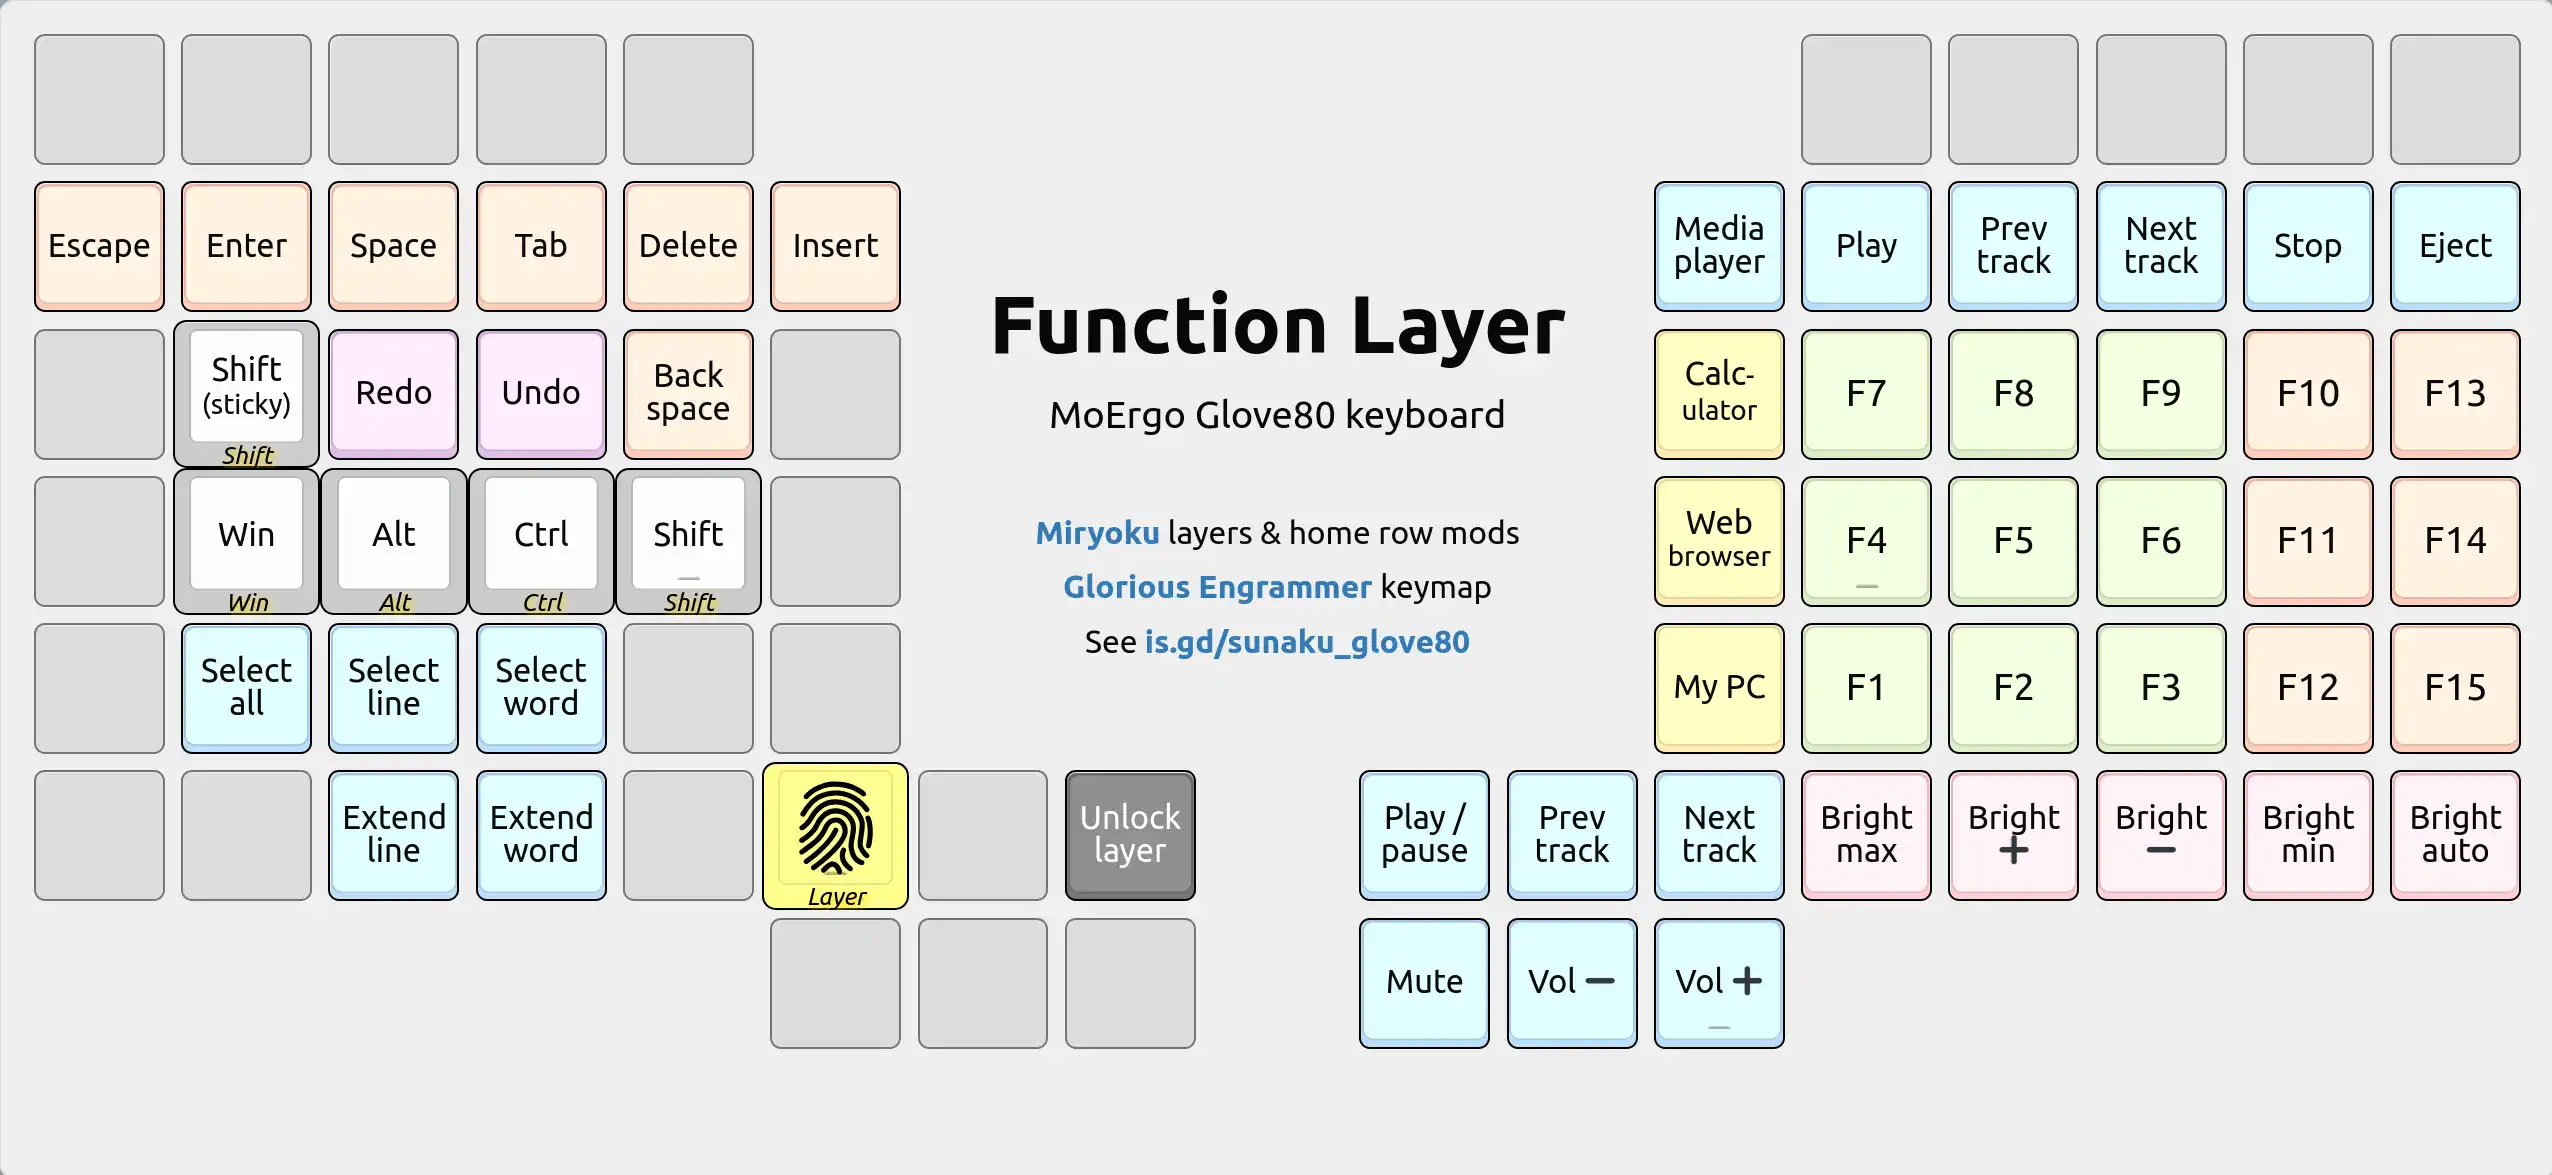 Escape
Enter
Space
Tab
Delete
Insert
Media
player
Play
Prev
track
Next
track
Stop
Eject
Function Layer
MoErgo Glove80 keyboard
Miryoku layers & home row mods
Glorious Engrammer keymap
See is.gd/sunaku_glove80
Shift
(sticky)
Shift
Redo
Undo
Back
space
Calc-
ulator
F7
F8
F9
F10
F13
Win
Win
Alt
Alt
Ctrl
Ctrl
Shift
Shift
Web
browser
F4
F5
F6
F11
F14
Select
all
Select
line
Select
word
My PC
F1
F2
F3
F12
F15
Extend
line
Extend
word
Layer
Unlock
layer
Play /
pause
Prev
track
Next
track
Bright
max
Bright
+
Bright
−
Bright
min
Bright
auto
Mute
Vol −
Vol +